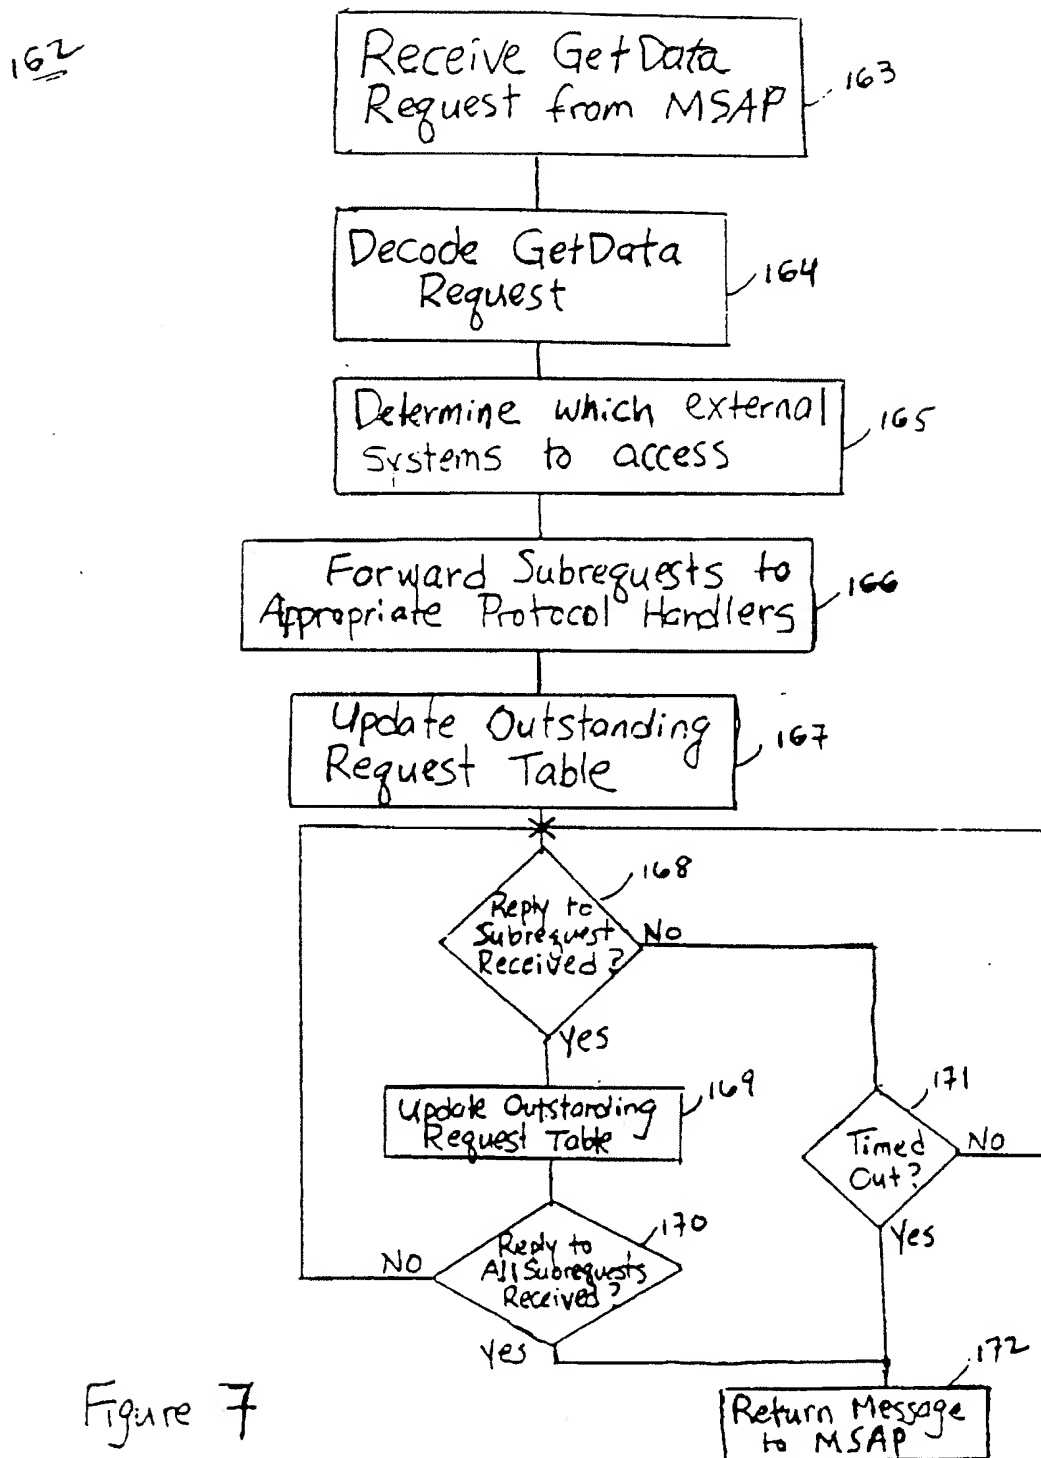 162
Receive GetData
Request from MSAP
163
Decode GetData
Request
164
Determine which external
systems to access
165
Forward Subrequests to
Appropriate Protocol Handlers
166
Update Outstanding
Request Table
167
168
Reply to
Subrequest
Received?
No
Yes
169
Update Outstanding
Request Table
171
Timed
Out?
No
Yes
170
Reply to
All Subrequests
Received?
NO
Yes
172
Return Message
to MSAP
Figure 7